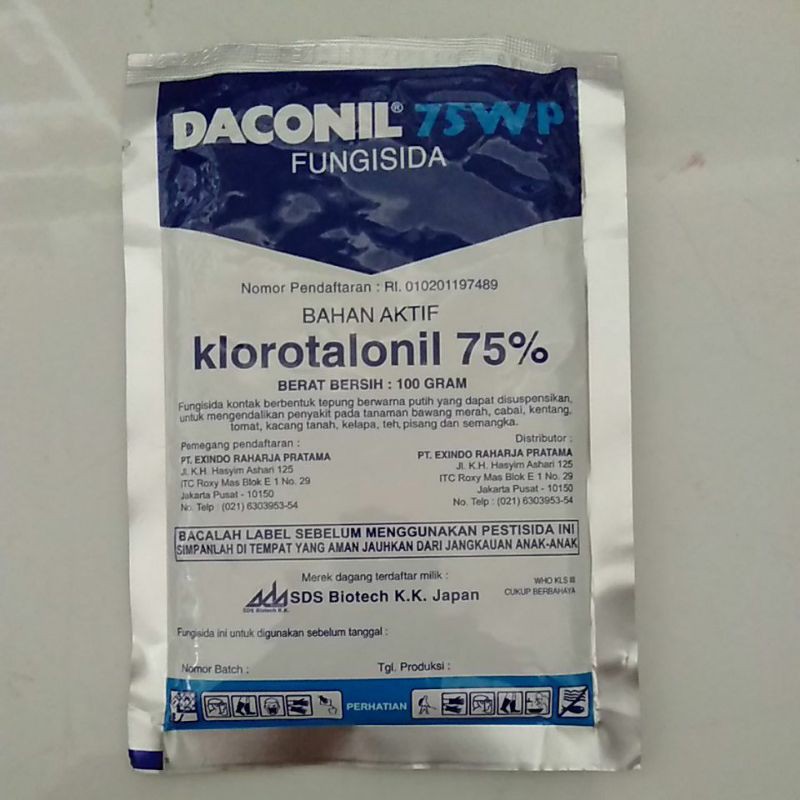 DACONIL® 75WP
FUNGISIDA
Nomor Pendaftaran : RI. 010201197489
BAHAN AKTIF
klorotalonil 75%
BERAT BERSIH : 100 GRAM
Fungisida kontak berbentuk tepung berwarna putih yang dapat disuspensikan,
untuk mengendalikan penyakit pada tanaman bawang merah, cabai, kentang,
tomat, kacang tanah, kelapa, teh, pisang dan semangka.
Pemegang pendaftaran :
PT. EXINDO RAHARJA PRATAMA
Jl. K.H. Hasyim Ashari 125
ITC Roxy Mas Blok E 1 No. 29
Jakarta Pusat - 10150
No. Telp : (021) 6303953-54
Distributor :
PT. EXINDO RAHARJA PRATAMA
Jl. K.H. Hasyim Ashari 125
ITC Roxy Mas Blok E 1 No. 29
Jakarta Pusat - 10150
No. Telp : (021) 6303953-54
BACALAH LABEL SEBELUM MENGGUNAKAN PESTISIDA INI
SIMPANLAH DI TEMPAT YANG AMAN JAUHKAN DARI JANGKAUAN ANAK-ANAK
Merek dagang terdaftar milik :
SDS Biotech K.K. Japan
SDS Biotech K.K.
WHO KLS III
CUKUP BERBAHAYA
Fungisida ini untuk digunakan sebelum tanggal :
Nomor Batch :
Tgl. Produksi :
PERHATIAN